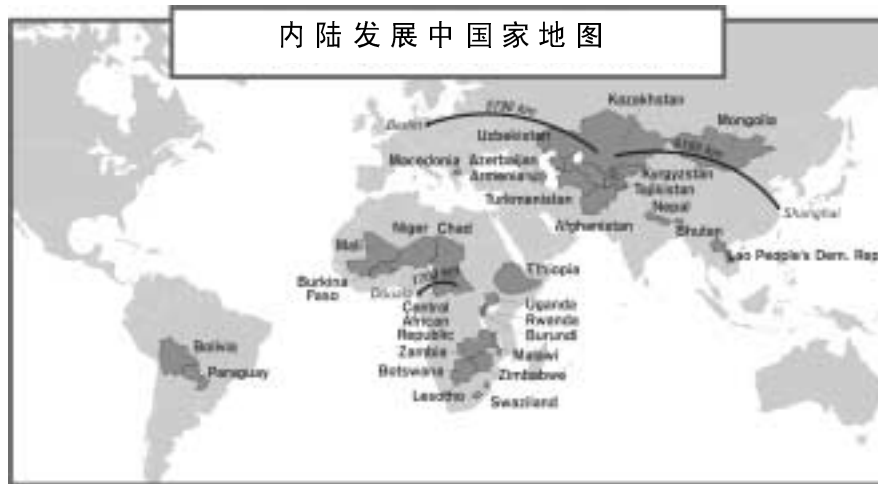 内陆发展中国家地图
Kazakhstan
Mongolia
Uzbekistan
Macedonia
Azerbaijan
Armenia
Kyrgyzstan
Tajikistan
Turkmanistan
Nepal
Shanghai
Afghanistan
Bhutan
Lao People's Dem. Rep
Niger
Chad
Mali
Ethiopia
Burkina
Faso
Central
African
Republic
Uganda
Rwanda
Burundi
Zambia
Malawi
Botswana
Zimbabwe
Lesotho
Swaziland
Bolivia
Paraguay